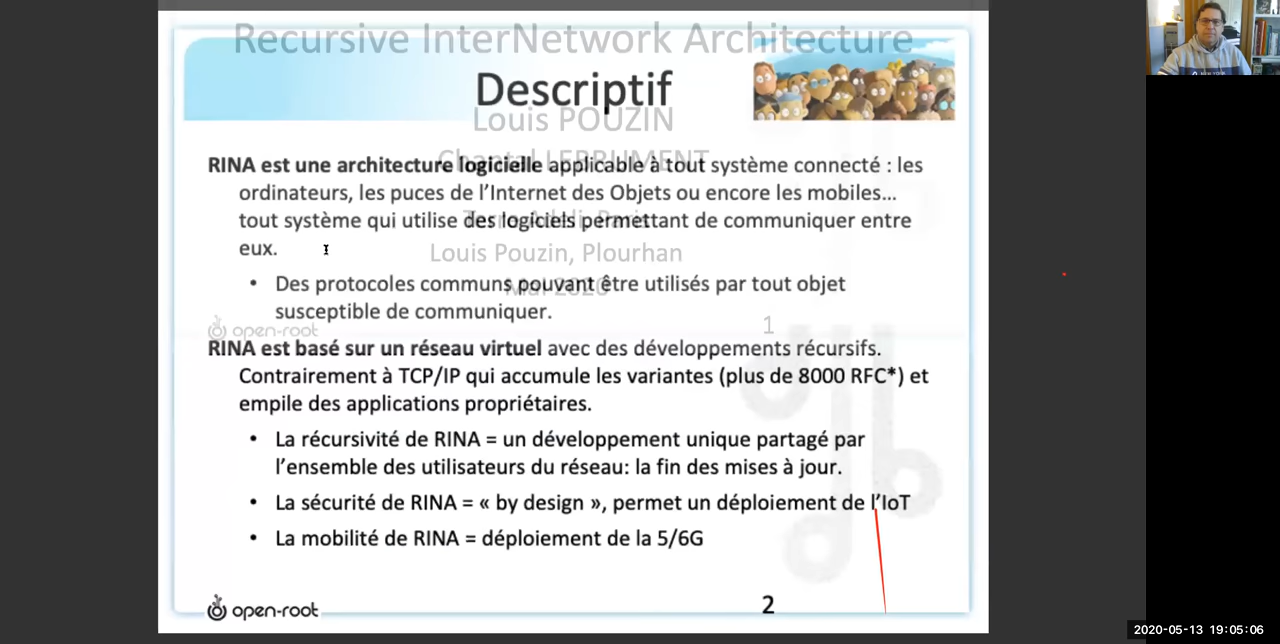 Recursive InterNetwork Architecture
Descriptif
Louis POUZIN
Chantal LEBRUMENT
RINA est une architecture logicielle applicable à tout système connecté : les
ordinateurs, les puces de l’Internet des Objets ou encore les mobiles…
tout système qui utilise des logiciels permettant de communiquer entre
eux.
Louis Pouzin, Plourhan
Mai 2020
• Des protocoles communs pouvant être utilisés par tout objet
susceptible de communiquer.
open-root
1
RINA est basé sur un réseau virtuel avec des développements récursifs.
Contrairement à TCP/IP qui accumule les variantes (plus de 8000 RFC*) et
empile des applications propriétaires.
• La récursivité de RINA = un développement unique partagé par
l’ensemble des utilisateurs du réseau: la fin des mises à jour.
• La sécurité de RINA = « by design », permet un déploiement de l’IoT
• La mobilité de RINA = déploiement de la 5/6G
open-root
2
2020-05-13 19:05:06